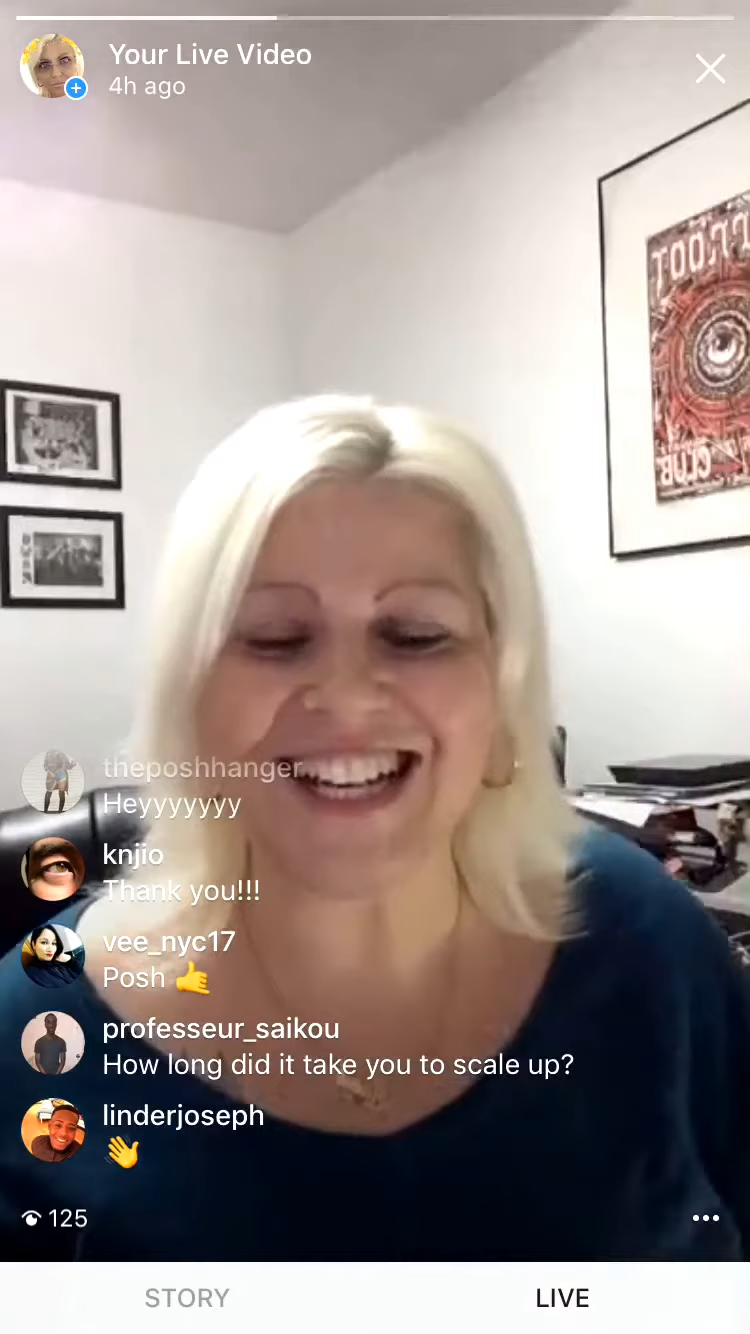 Your Live Video
4h ago
theposhhanger
Heyyyyyyy
knjio
Thank you!!!
vee_nyc17
Posh 🤙
professeur_saikou
How long did it take you to scale up?
linderjoseph
👋
125
CLUB
STORY
LIVE